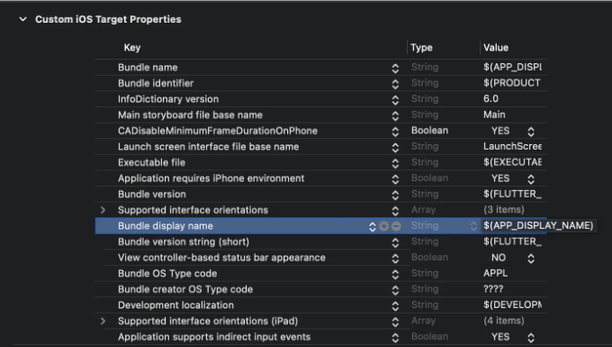 Custom iOS Target Properties
Key Type Value
Bundle name String $(APP_DISPL
Bundle identifier String $(PRODUCT
InfoDictionary version String 6.0
Main storyboard file base name String Main
CADisableMinimumFrameDurationOnPhone Boolean YES
Launch screen interface file base name String LaunchScree
Executable file String $(EXECUTAB
Application requires iPhone environment Boolean YES
Bundle version String $(FLUTTER_
Supported interface orientations Array (3 items)
Bundle display name String $(APP_DISPLAY_NAME)
Bundle version string (short) String $(FLUTTER_
View controller-based status bar appearance Boolean NO
Bundle OS Type code String APPL
Bundle creator OS Type code String ????
Development localization String $(DEVELOPM
Supported interface orientations (iPad) Array (4 items)
Application supports indirect input events Boolean YES